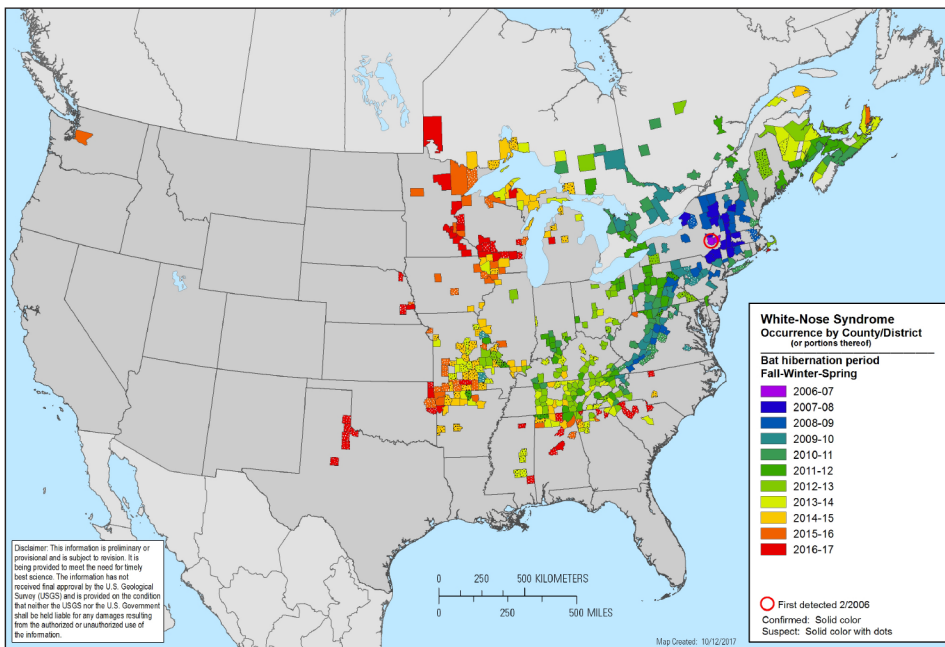 White-Nose Syndrome
Occurrence by County/District
(or portions thereof)
Bat hibernation period
Fall-Winter-Spring
2006-07
2007-08
2008-09
2009-10
2010-11
2011-12
2012-13
2013-14
2014-15
2015-16
2016-17
First detected 2/2006
Confirmed: Solid color
Suspect: Solid color with dots
Disclaimer: This information is preliminary or
provisional and is subject to revision. It is
being provided to meet the need for timely
best science. The information has not
received final approval by the U.S. Geological
Survey (USGS) and is provided on the condition
that neither the USGS nor the U.S. Government
shall be held liable for any damages resulting
from the authorized or unauthorized use of
the information.
0 250 500 KILOMETERS
0 250 500 MILES
Map Created: 10/12/2017